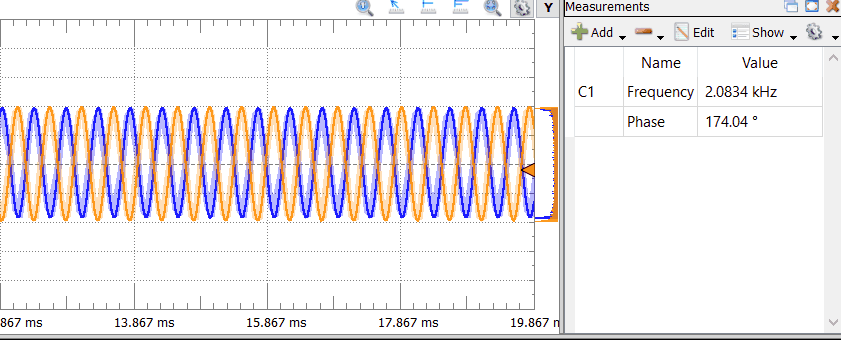 Y
Measurements
Add Edit Show
Name Value
C1 Frequency 2.0834 kHz
Phase 174.04 °
867 ms 13.867 ms 15.867 ms 17.867 ms 19.867 n